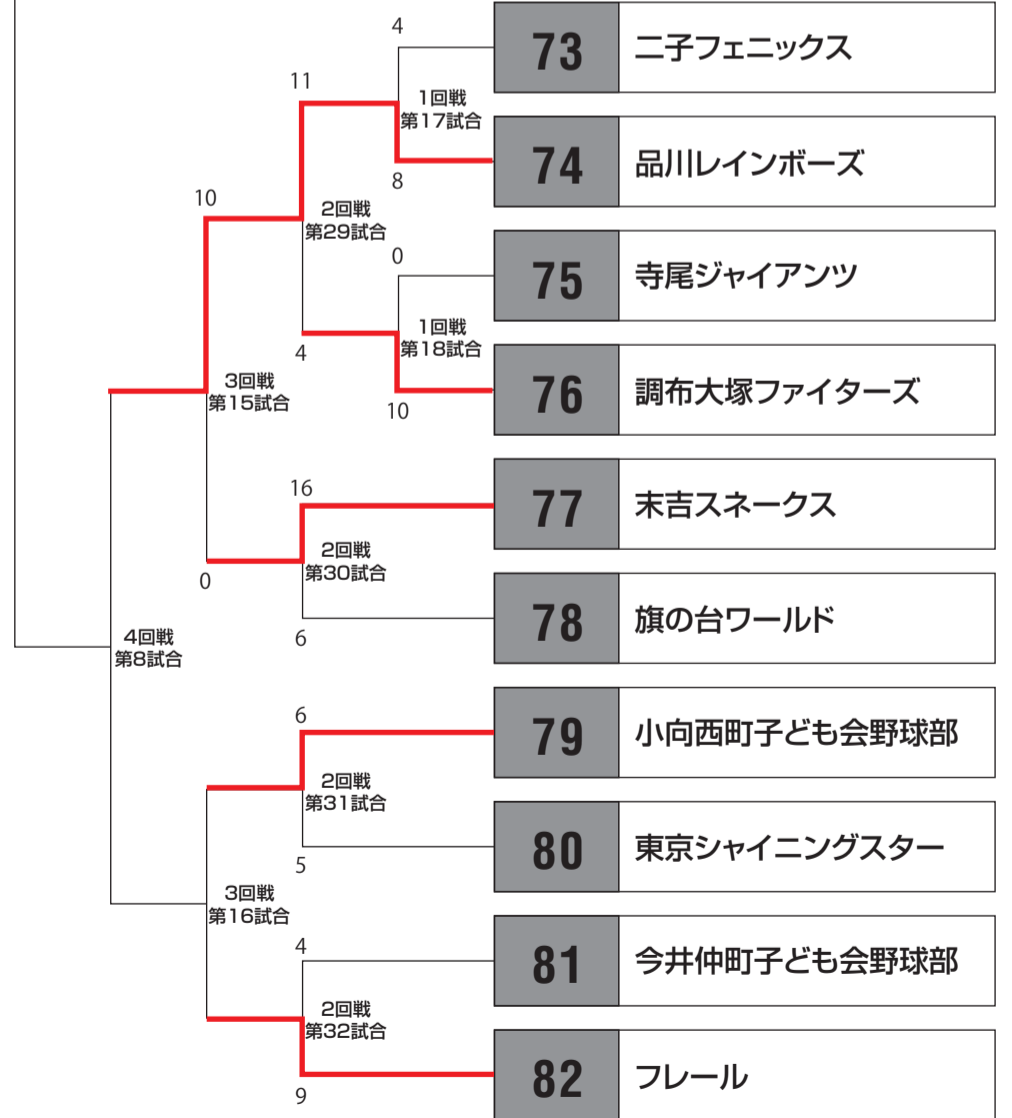 4
73 二子フェニックス
11
1回戦
第17試合
74 品川レインボーズ
8
10
2回戦
第29試合
0
75 寺尾ジャイアンツ
1回戦
第18試合
4
3回戦
第15試合
76 調布大塚ファイターズ
10
16
77 末吉スネークス
2回戦
第30試合
0
78 旗の台ワールド
6
4回戦
第8試合
6
79 小向西町子ども会野球部
2回戦
第31試合
80 東京シャイニングスター
5
3回戦
第16試合
4
81 今井仲町子ども会野球部
2回戦
第32試合
82 フレール
9